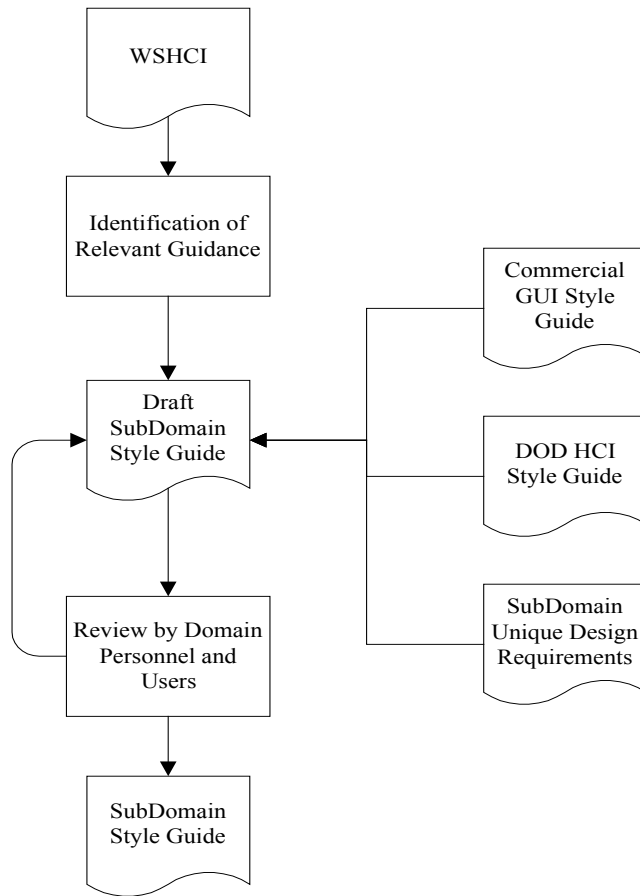 WSHCI
Identification of
Relevant Guidance
Draft
SubDomain
Style Guide
Review by Domain
Personnel and
Users
SubDomain
Style Guide
Commercial
GUI Style
Guide
DOD HCI
Style Guide
SubDomain
Unique Design
Requirements